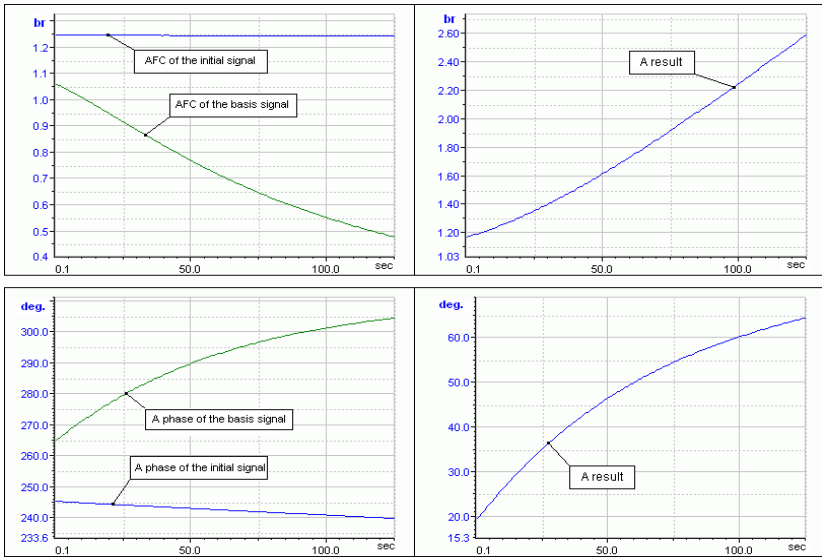 br
1.2
AFC of the initial signal
1.1
AFC of the basis signal
1.0
0.9
0.8
0.7
0.6
0.5
0.4
0.1 50.0 100.0 sec
br
2.60
2.40
A result
2.20
2.00
1.80
1.60
1.40
1.20
1.03
0.1 50.0 100.0 sec
deg.
300.0
290.0
280.0
270.0
A phase of the basis signal
260.0
A phase of the initial signal
250.0
240.0
233.6
0.1 50.0 100.0 sec
deg.
60.0
50.0
40.0
30.0
A result
20.0
15.3
0.1 50.0 100.0 sec